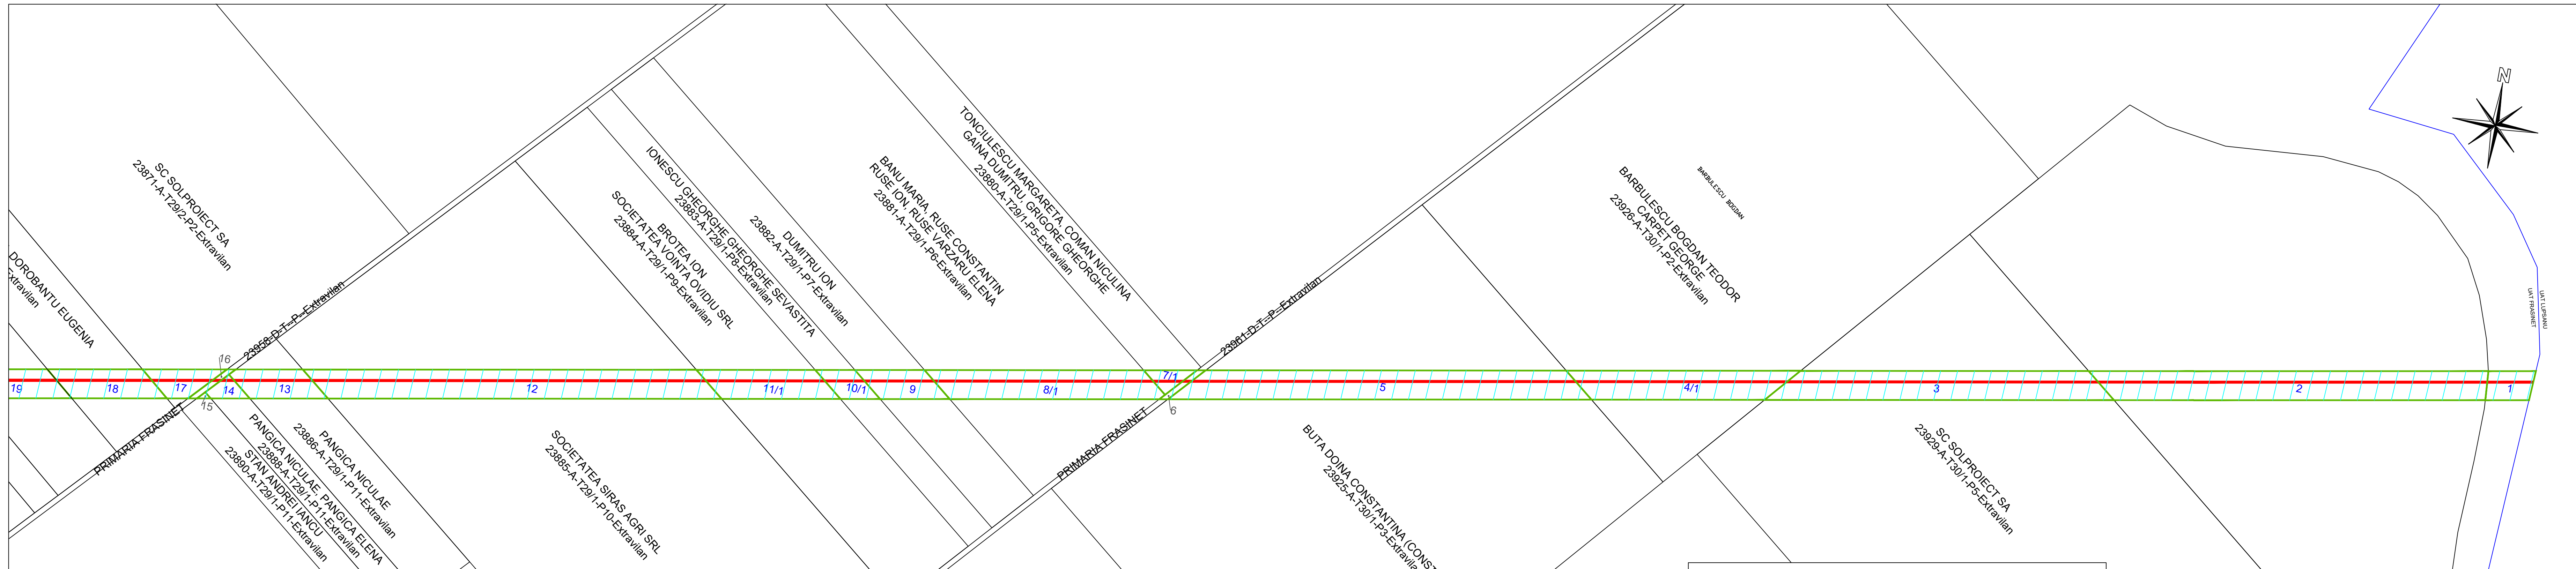 SC SOLPROIECT SA
23871-A-T29/2-P2-Extravilan
DOROBANTU EUGENIA
Extravilan
23958-D-T--P--Extravilan
PRIMARIA FRASINET
PANGICA NICULAE
23886-A-T29/1-P11-Extravilan
PANGICA NICULAE, PANGICA ELENA
23888-A-T29/1-P11-Extravilan
STAN ANDREI IANCU
23890-A-T29/1-P11-Extravilan
SOCIETATEA SIRAS AGRI SRL
23885-A-T29/1-P10-Extravilan
BROTEA ION
SOCIETATEA VOINTA OVIDIU SRL
23884-A-T29/1-P9-Extravilan
IONESCU GHEORGHE GHEORGHE SEVASTITA
23883-A-T29/1-P8-Extravilan
DUMITRU ION
23882-A-T29/1-P7-Extravilan
BANU MARIA, RUSE CONSTANTIN
RUSE ION, RUSE VARZARU ELENA
23881-A-T29/1-P6-Extravilan
TONCIULESCU MARGARETA, COMAN NICULINA
GAINA DUMITRU, GRIGORE GHEORGHE
23880-A-T29/1-P5-Extravilan
23961-D-T--P--Extravilan
PRIMARIA FRASINET
BUTA DOINA CONSTANTINA (CONST
23925-A-T30/1-P3-Extravilan
BARBULESCU BOGDAN
BARBULESCU BOGDAN TEODOR
CARPET GEORGE
23926-A-T30/1-P2-Extravilan
SC SOLPROIECT SA
23929-A-T30/1-P5-Extravilan
N
UAT LUPSANU
UAT FRASINET
19
18
17
16
15
14
13
12
11/1
10/1
9
8/1
7/1
6
5
4/1
3
2
1